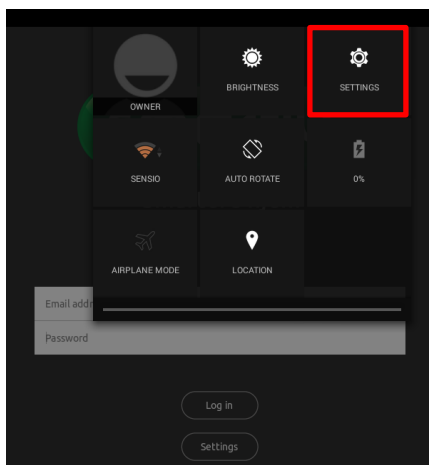 BRIGHTNESS
SETTINGS
OWNER
SENSIO
AUTO ROTATE
0%
AIRPLANE MODE
LOCATION
Email addr
Password
Log in
Settings